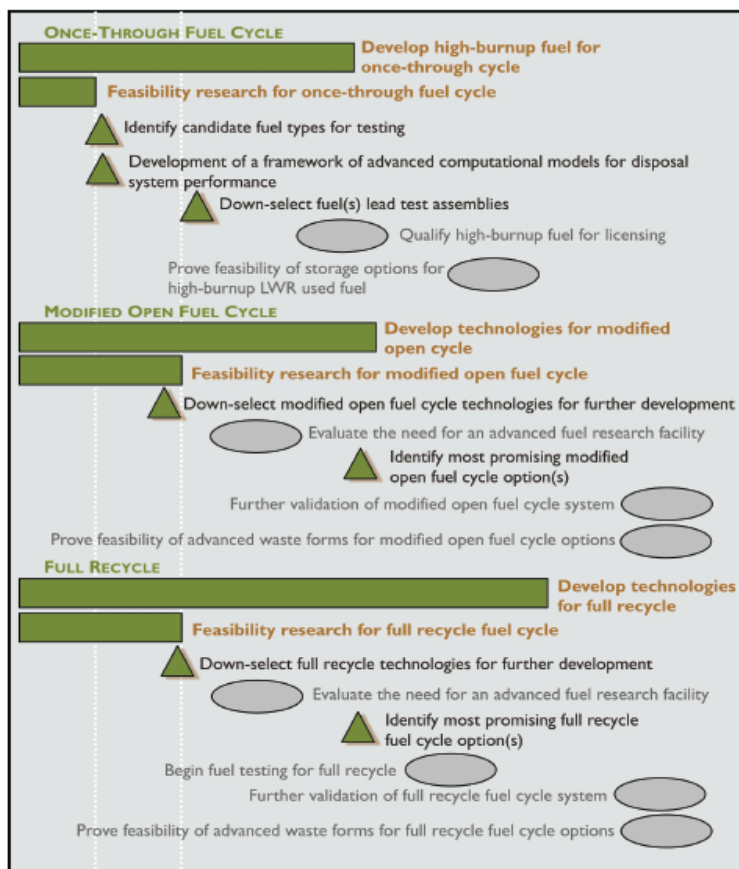 ONCE-THROUGH FUEL CYCLE
Develop high-burnup fuel for
once-through cycle
Feasibility research for once-through fuel cycle
Identify candidate fuel types for testing
Development of a framework of advanced computational models for disposal
system performance
Down-select fuel(s) lead test assemblies
Qualify high-burnup fuel for licensing
Prove feasibility of storage options for
high-burnup LWR used fuel
MODIFIED OPEN FUEL CYCLE
Develop technologies for modified
open cycle
Feasibility research for modified open fuel cycle
Down-select modified open fuel cycle technologies for further development
Evaluate the need for an advanced fuel research facility
Identify most promising modified
open fuel cycle option(s)
Further validation of modified open fuel cycle system
Prove feasibility of advanced waste forms for modified open fuel cycle options
FULL RECYCLE
Develop technologies
for full recycle
Feasibility research for full recycle fuel cycle
Down-select full recycle technologies for further development
Evaluate the need for an advanced fuel research facility
Identify most promising full recycle
fuel cycle option(s)
Begin fuel testing for full recycle
Further validation of full recycle fuel cycle system
Prove feasibility of advanced waste forms for full recycle fuel cycle options